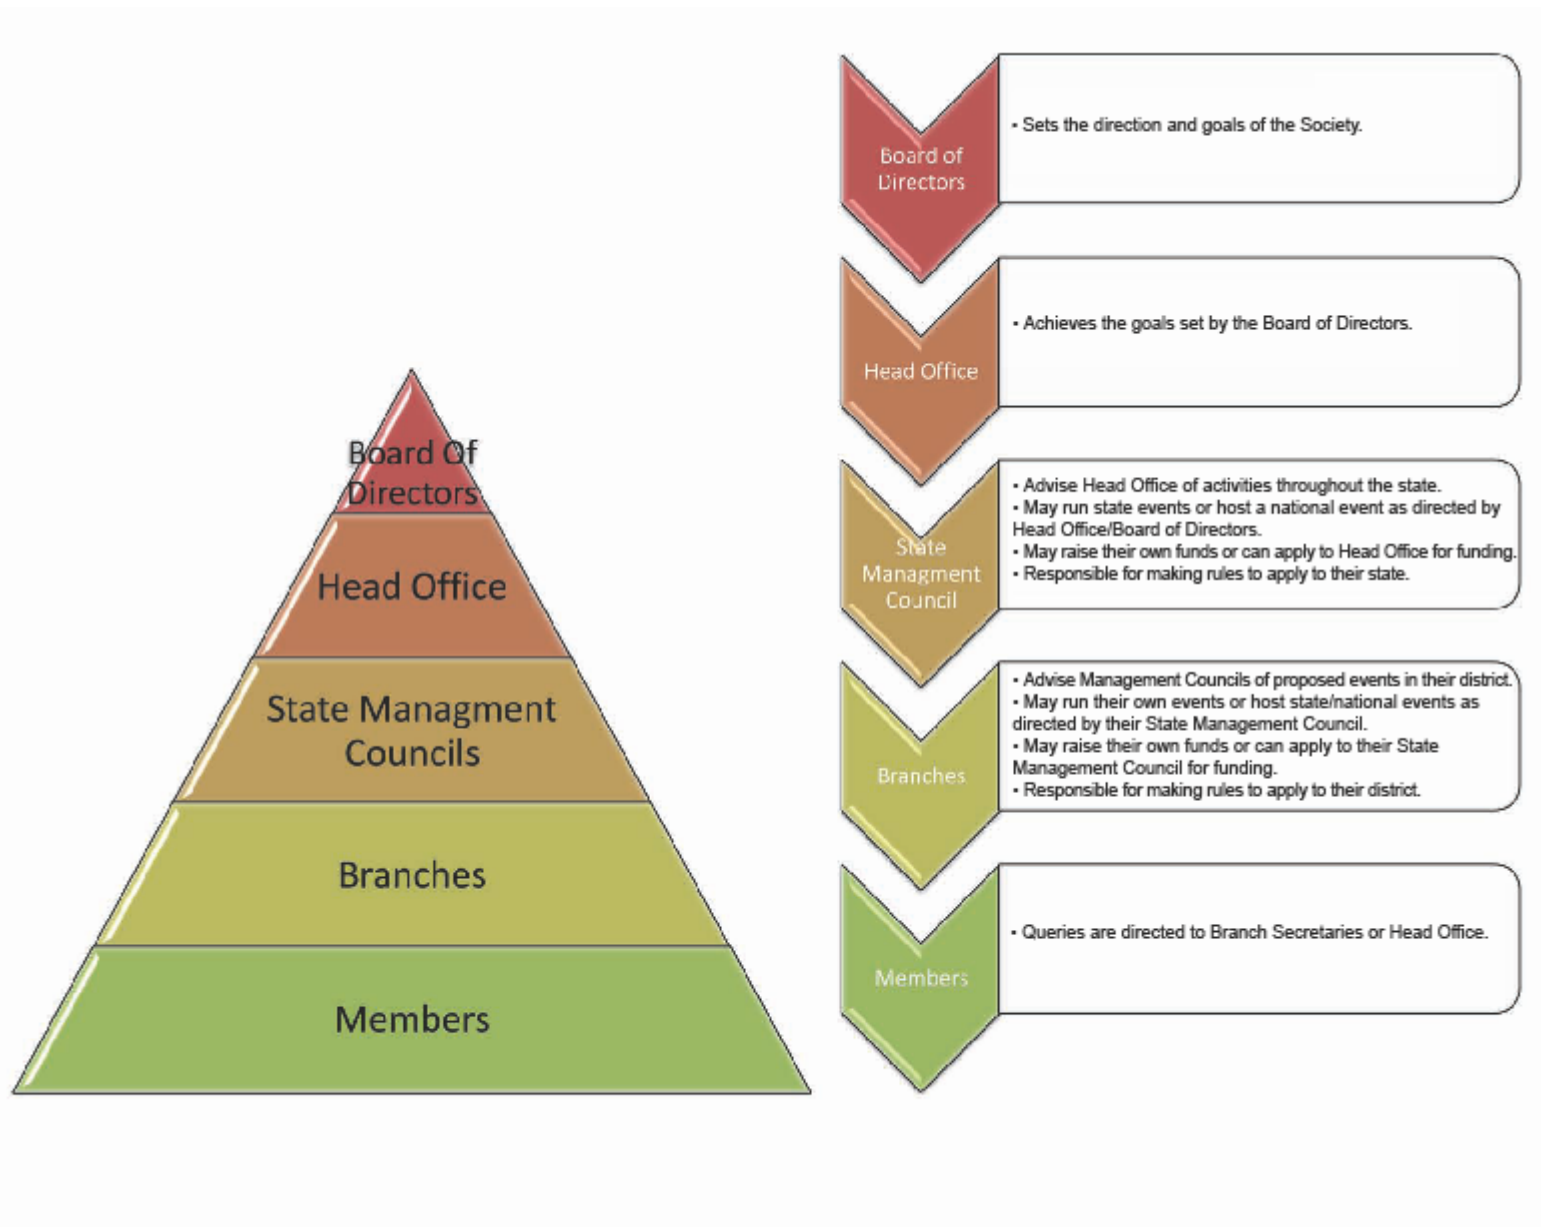 Board Of
Directors
Head Office
State Managment
Councils
Branches
Members
Board of
Directors
• Sets the direction and goals of the Society.
Head Office
• Achieves the goals set by the Board of Directors.
State
Managment
Council
• Advise Head Office of activities throughout the state.
• May run state events or host a national event as directed by
Head Office/Board of Directors.
• May raise their own funds or can apply to Head Office for funding.
• Responsible for making rules to apply to their state.
Branches
• Advise Management Councils of proposed events in their district.
• May run their own events or host state/national events as
directed by their State Management Council.
• May raise their own funds or can apply to their State
Management Council for funding.
• Responsible for making rules to apply to their district.
Members
• Queries are directed to Branch Secretaries or Head Office.